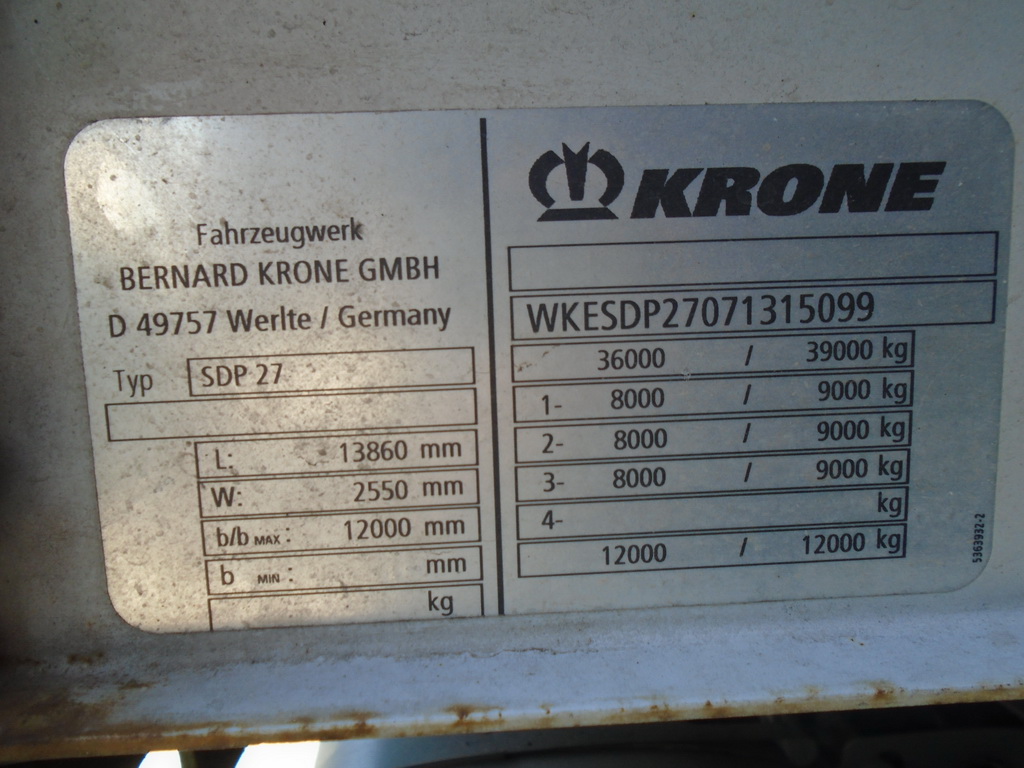 Fahrzeugwerk
BERNARD KRONE GMBH
D 49757 Werlte / Germany
Typ SDP 27
L: 13860 mm
W: 2550 mm
b/b MAX : 12000 mm
b MIN : mm
kg
KRONE
WKESDP27071315099
36000 / 39000 kg
1- 8000 / 9000 kg
2- 8000 / 9000 kg
3- 8000 / 9000 kg
4- kg
12000 / 12000 kg
5363932-2